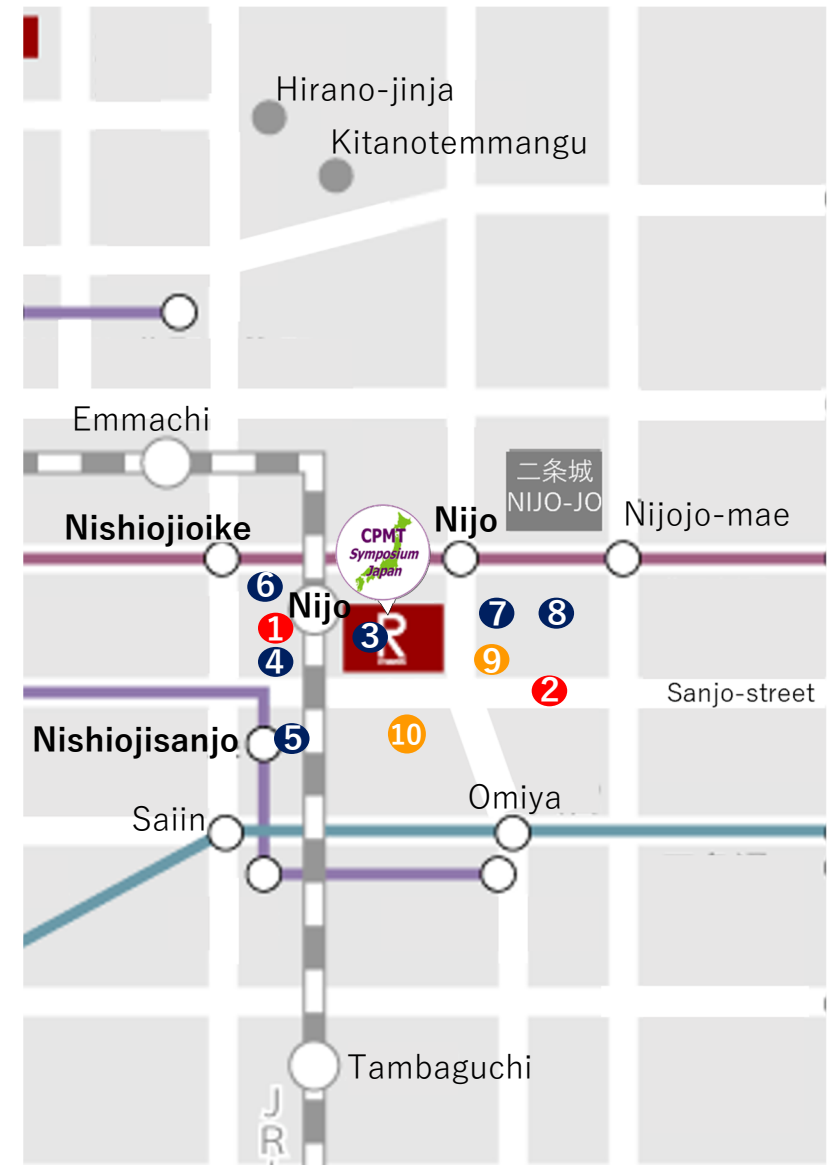 Hirano-jinja
Kitanotemmangu
Emmachi
二条城
NIJO-JO
Nishiojioike
CPMT
Symposium
Japan
Nijo
Nijojo-mae
6
Nijo
7
8
1
3
R
4
9
2
Sanjo-street
Nishiojisanjo
5
10
Omiya
Saiin
Tambaguchi
J
R